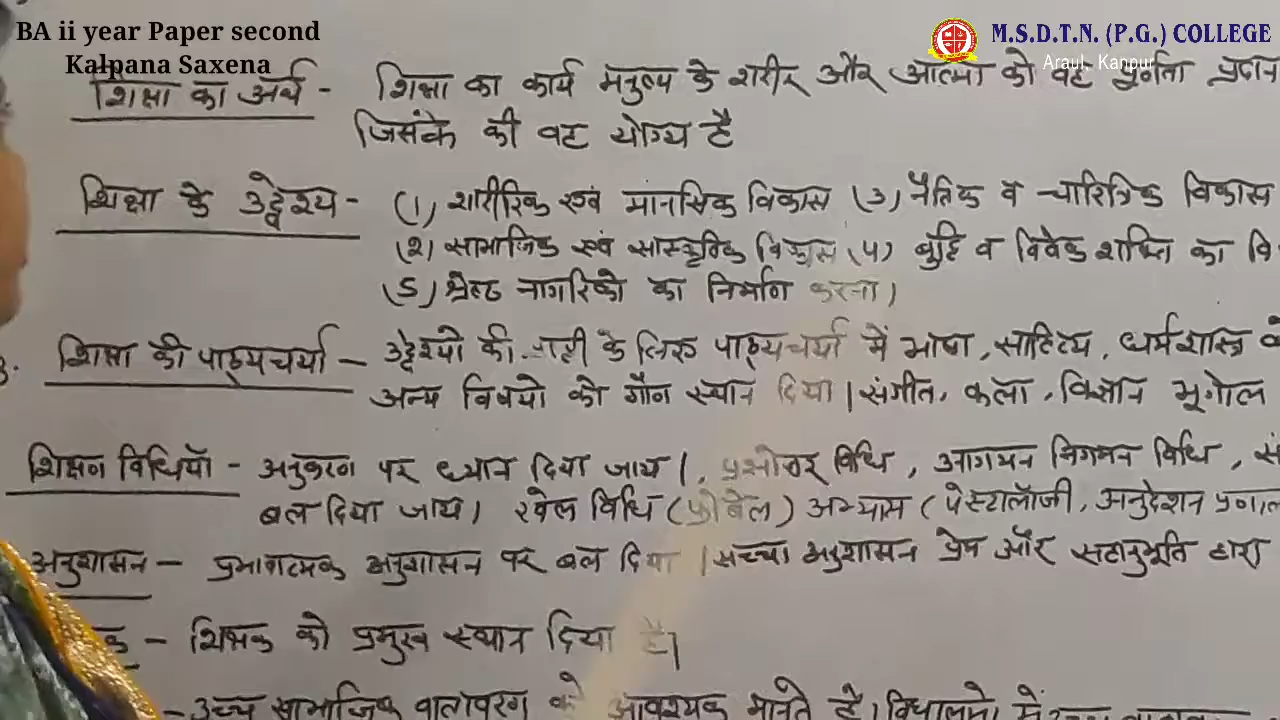 BA ii year Paper second
Kalpana Saxena
M.S.D.T.N. (P.G.) COLLEGE
Araul, Kanpur
शिक्षा का अर्थ - शिक्षा का कार्य मनुष्य के शरीर और आत्मा को वह पूर्णता प्रदान
जिसके की वह योग्य है
शिक्षा के उद्देश्य - (1) शारीरिक एवं मानसिक विकास (3) नैतिक व चारित्रिक विकास
(2) सामाजिक एवं सांस्कृतिक विकास (4) बुद्धि व विवेक शक्ति का वि
(5) श्रेष्ठ नागरिको का निर्माण करना।
3. शिक्षा की पाठ्यचर्या - उद्देश्यो की के लिए पाठ्यचर्या में भाषा, साहित्य, धर्मशास्त्र
अन्य विषयो को गौण स्थान दिया। संगीत, कला, विज्ञान भूगोल
शिक्षण विधियाँ - अनुकरण पर ध्यान दिया जाय।, प्रश्नोत्तर विधि, आगमन निगमन विधि, सं
बल दिया जाय। खेल विधि (फ्रोबेल) अभ्यास (पेस्टालॉजी, अनुदेशन
अनुशासन - प्रभावात्मक अनुशासन पर बल दिया। सच्चा अनुशासन प्रेम और सहानुभूति द्वारा
क - शिक्षक को प्रमुख स्थान दिया है।
- उच्च सामाजिक वातावरण को आवश्यक मानते है। विधालयो में